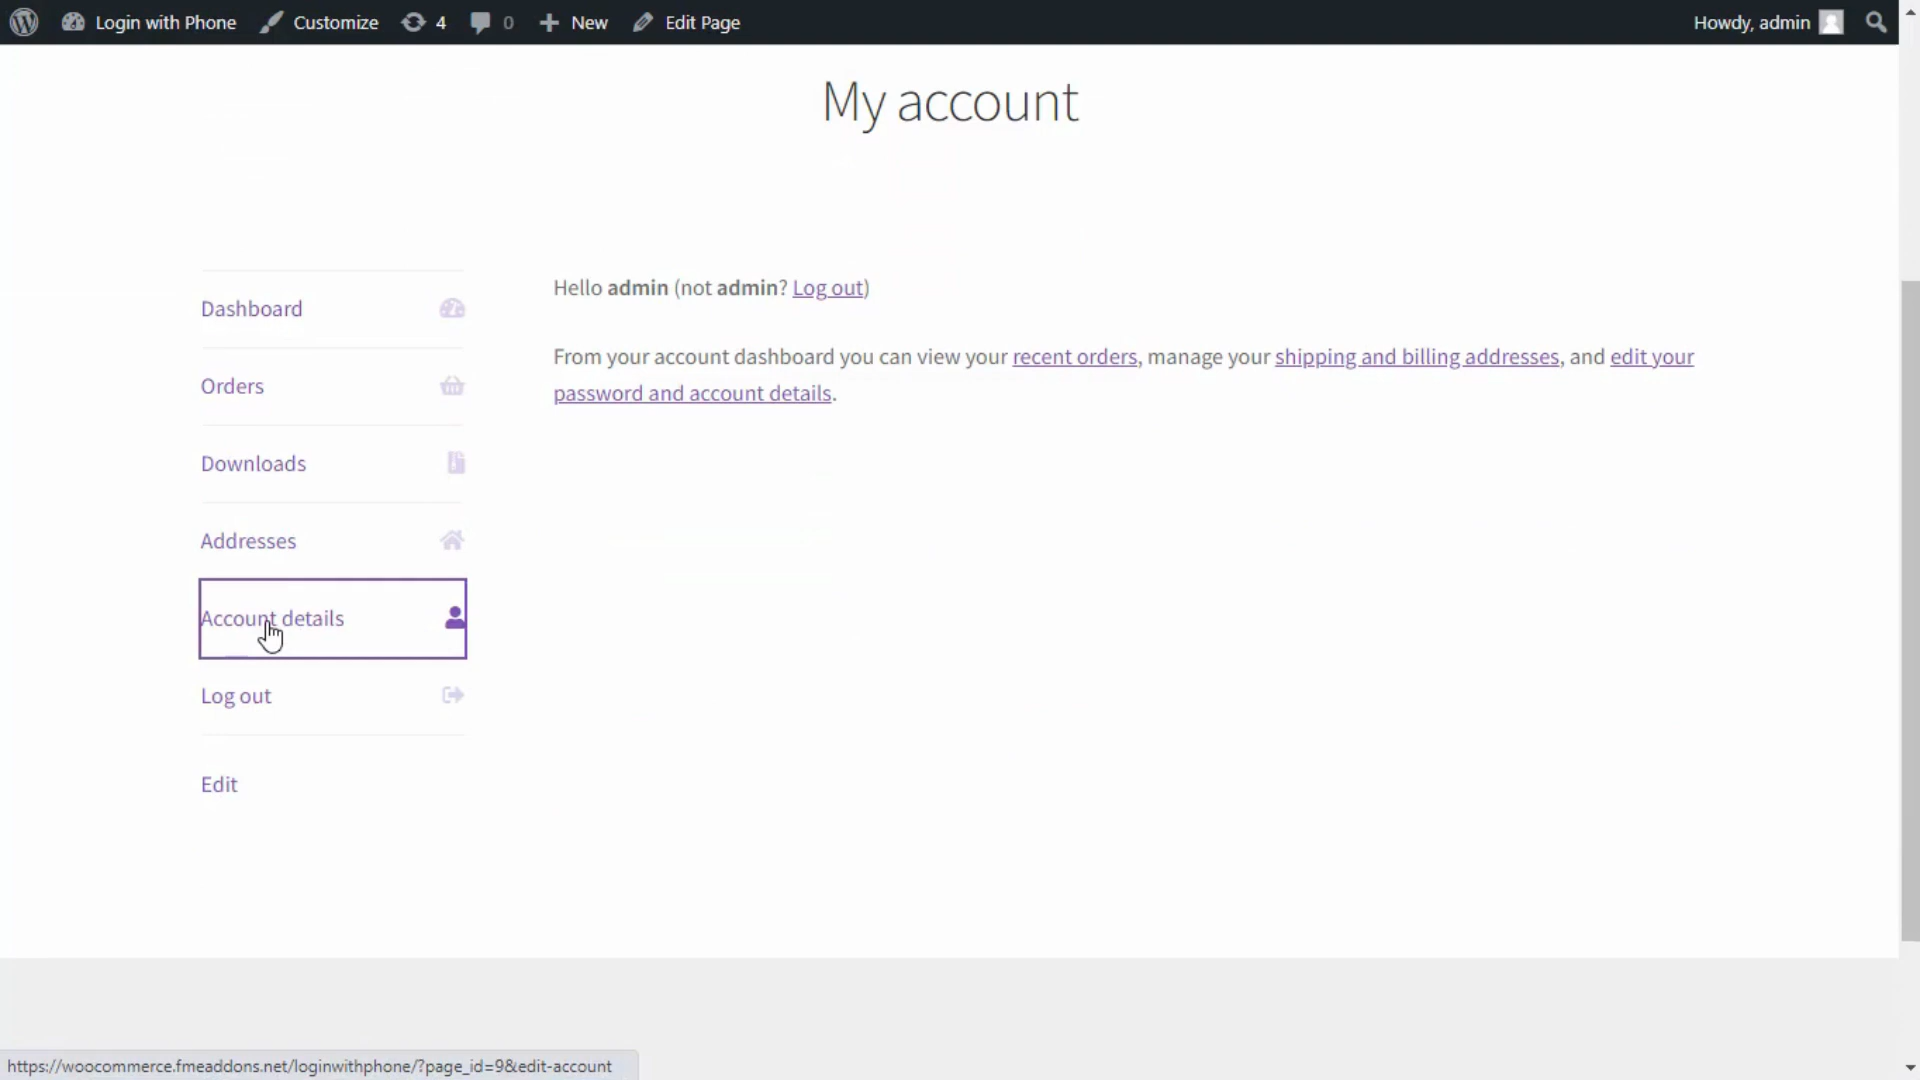 Login with Phone Customize 4 0 New Edit Page Howdy, admin
My account
Dashboard
Orders
Downloads
Addresses
Account details
Log out
Edit
Hello admin (not admin? Log out)
From your account dashboard you can view your recent orders, manage your shipping and billing addresses, and edit your
password and account details.
https://woocommerce.fmeaddons.net/loginwithphone/?page_id=9&edit-account